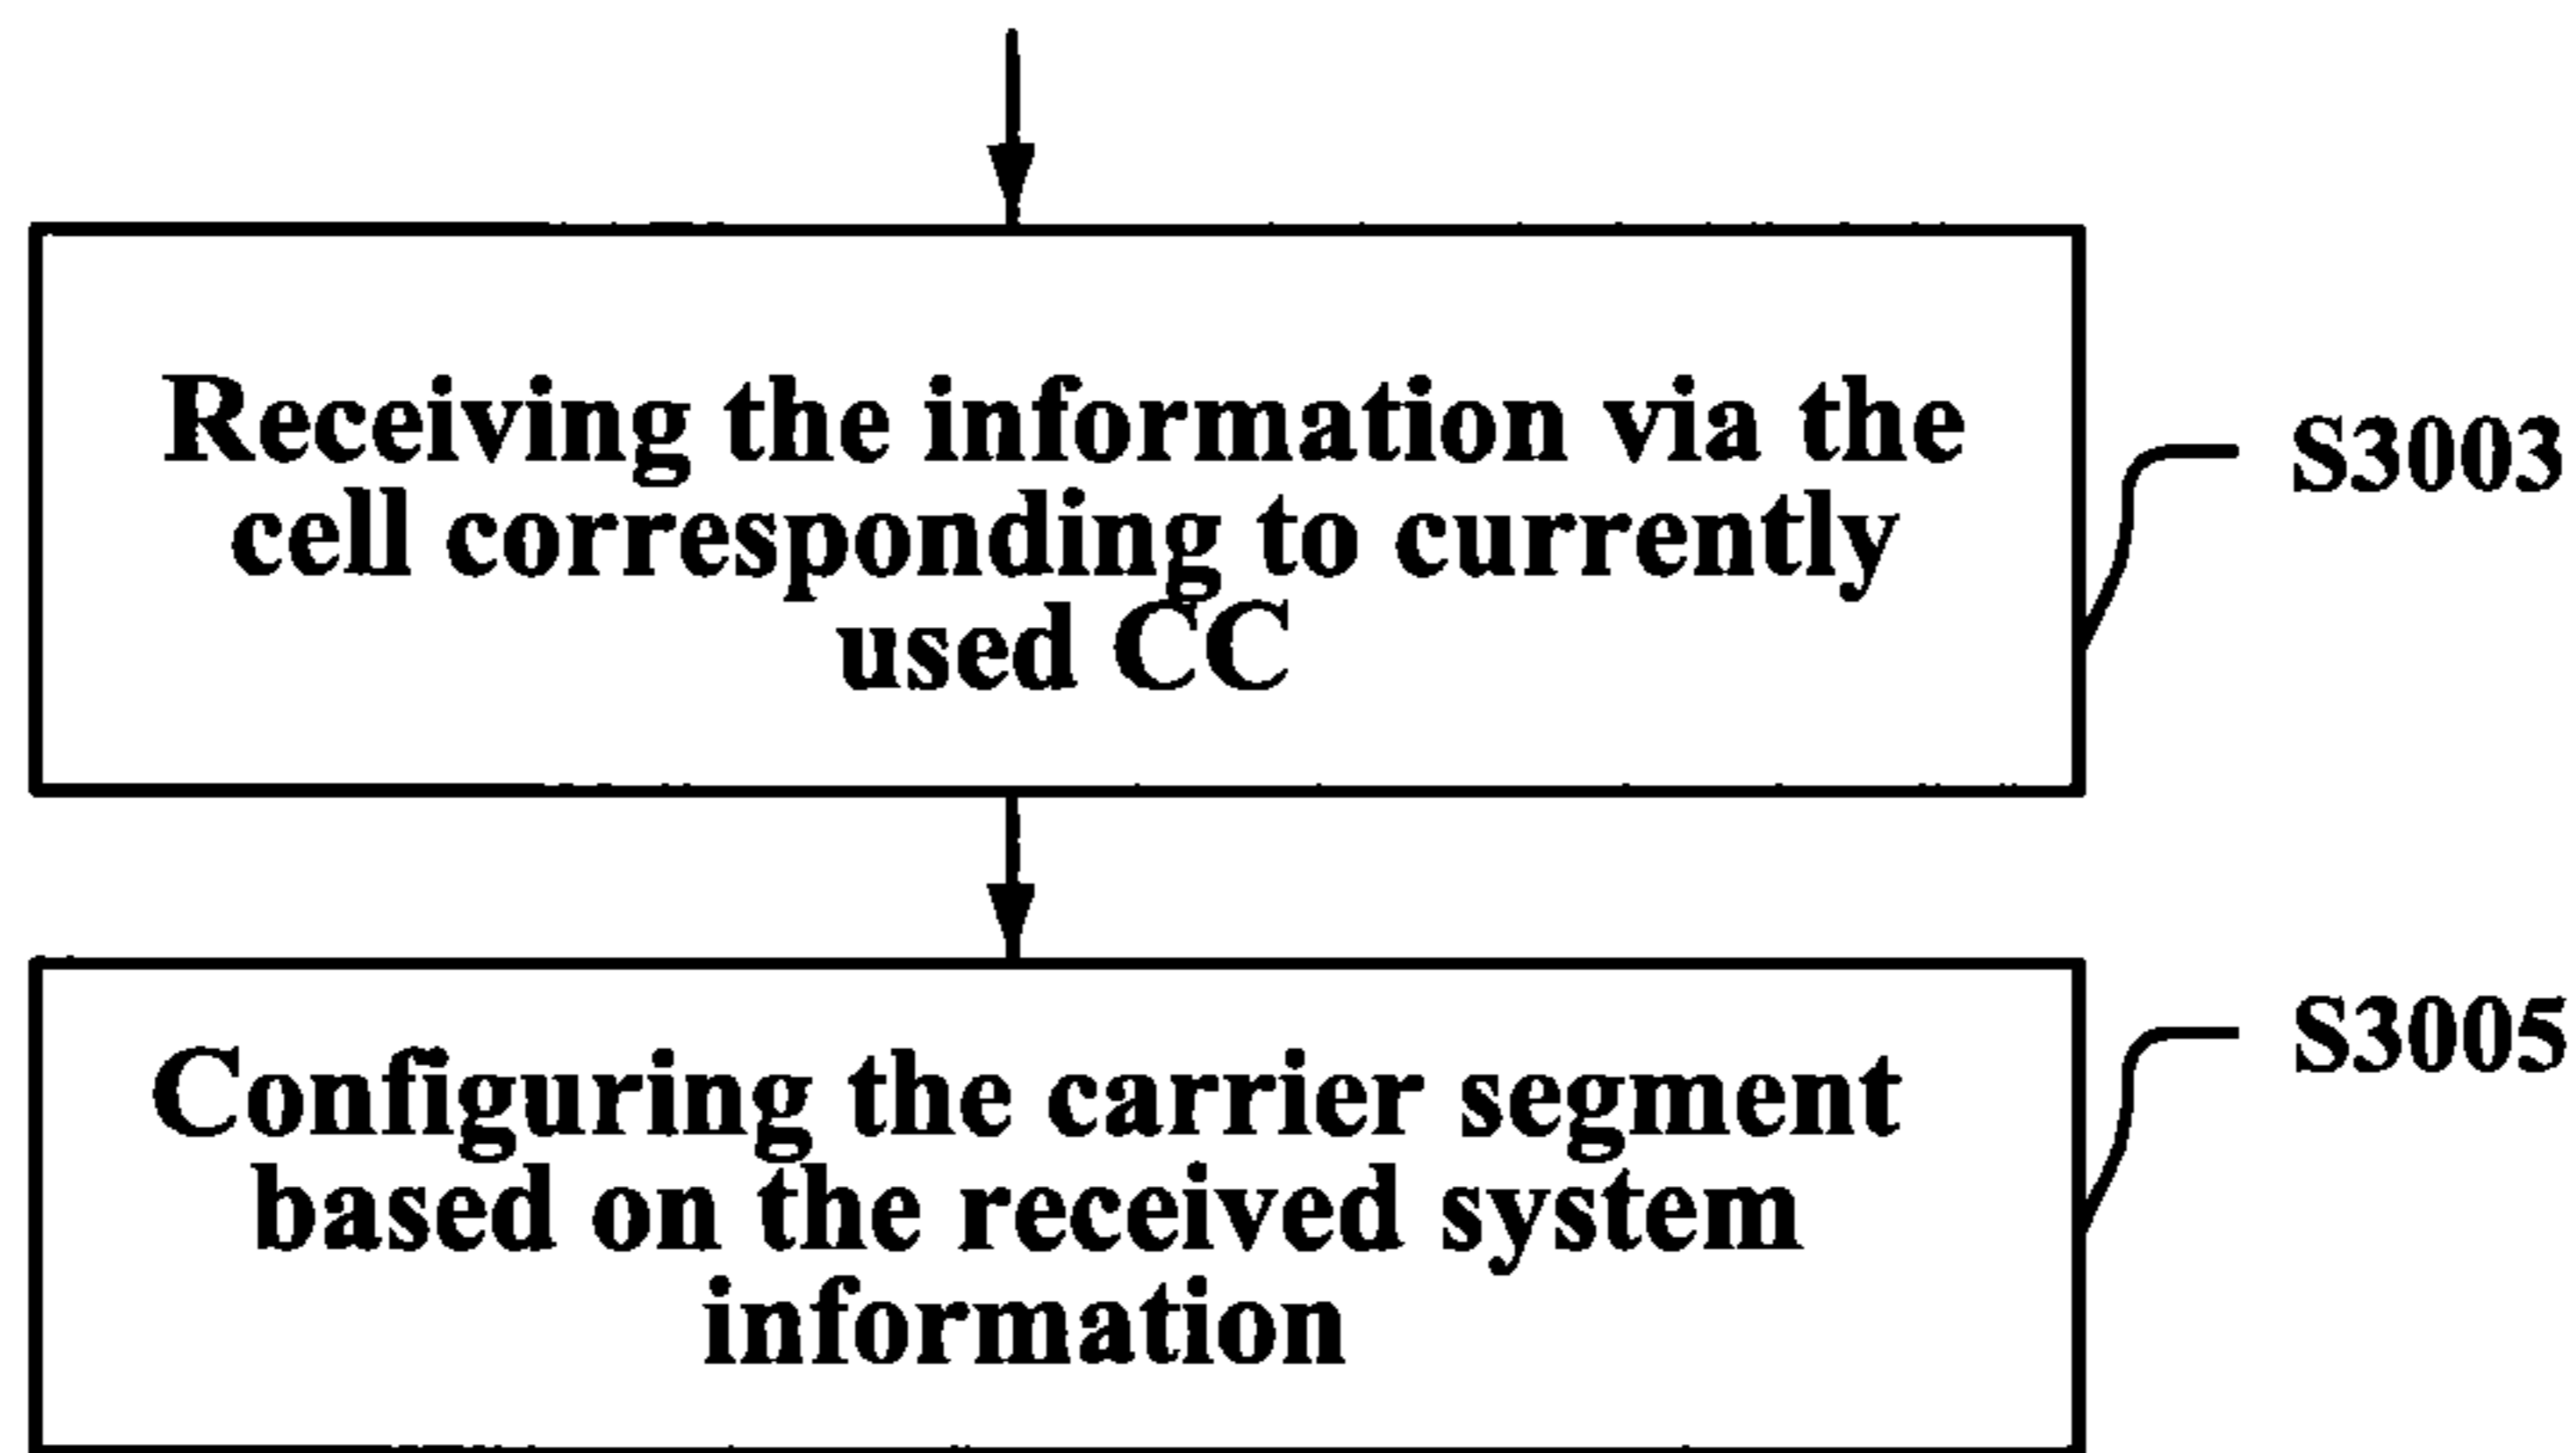 Receiving the information via the
cell corresponding to currently
used CC
S3003
Configuring the carrier segment
based on the received system
information
S3005